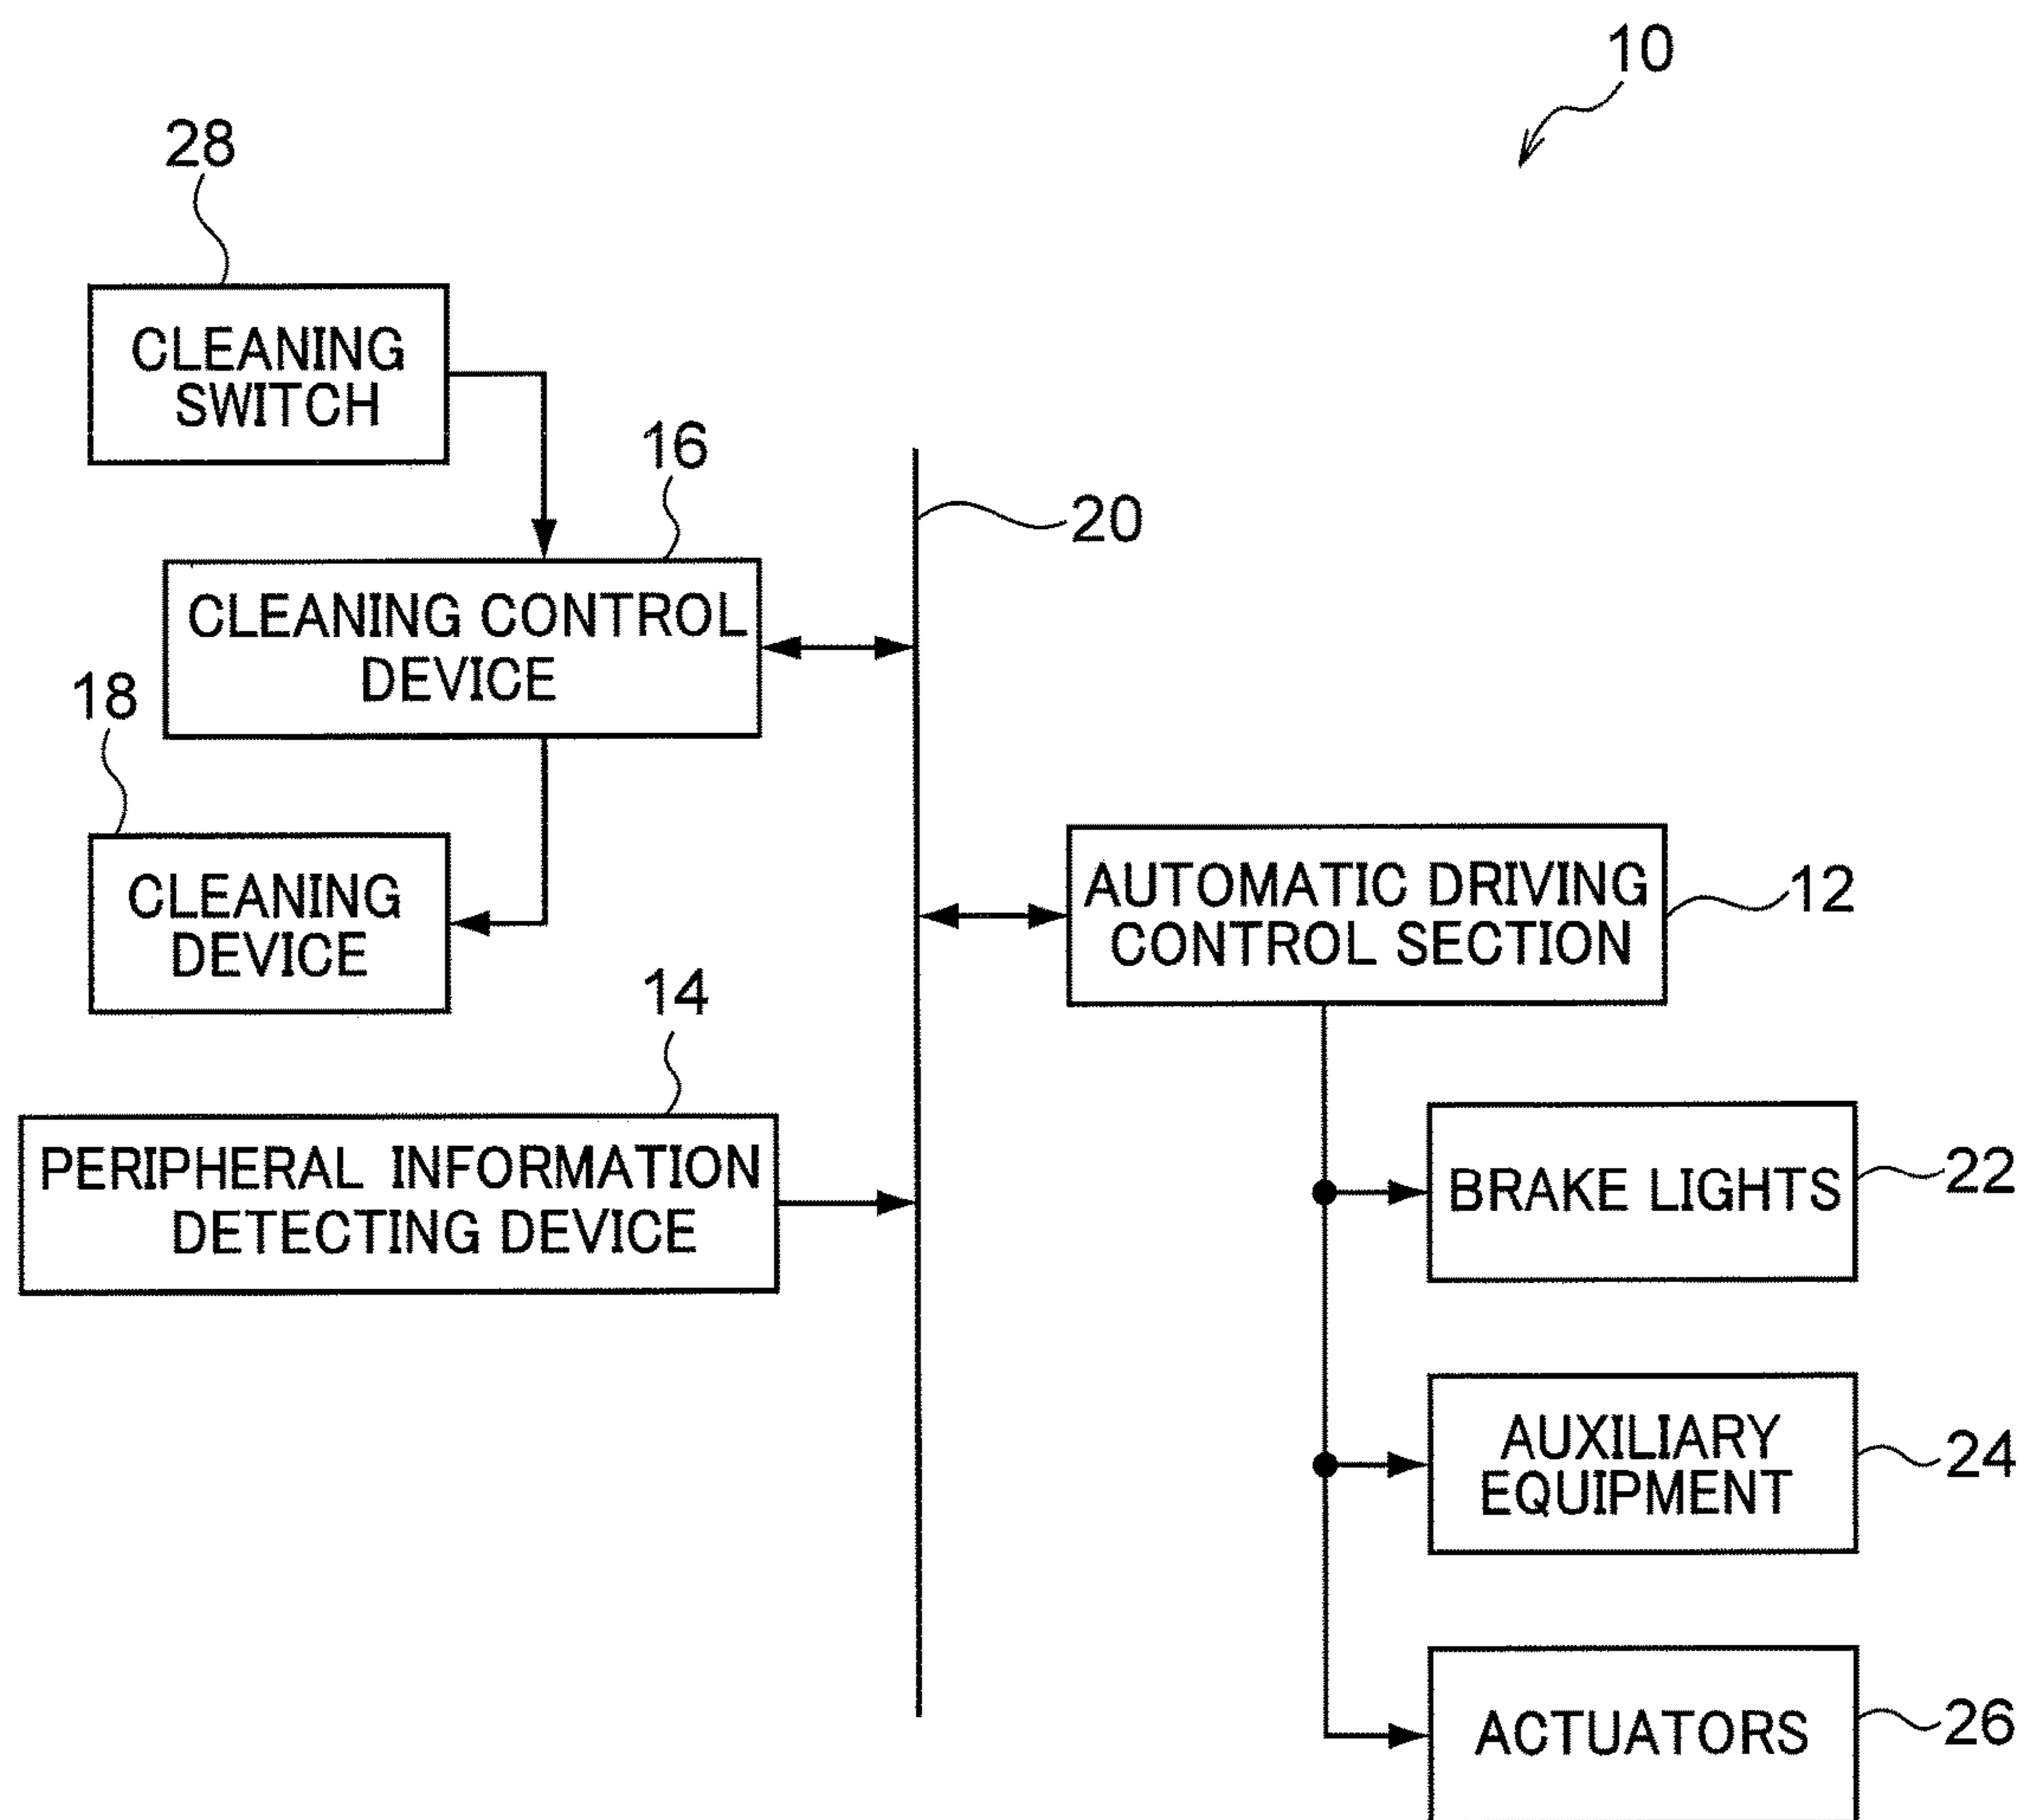 10
28
CLEANING
SWITCH
16
20
CLEANING CONTROL
DEVICE
18
CLEANING
DEVICE
AUTOMATIC DRIVING
CONTROL SECTION
12
14
PERIPHERAL INFORMATION
DETECTING DEVICE
BRAKE LIGHTS
22
AUXILIARY
EQUIPMENT
24
ACTUATORS
26